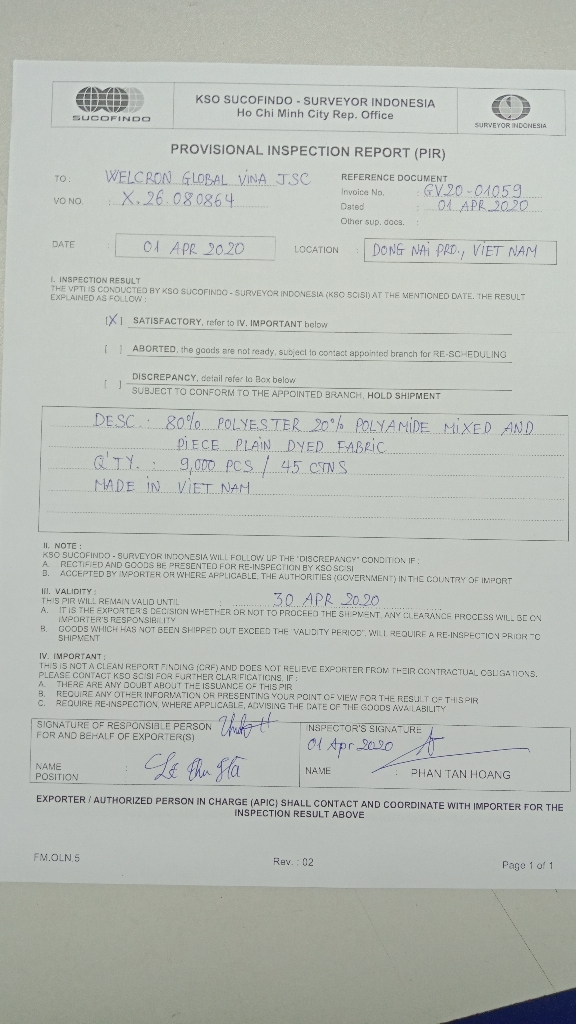 SUCOFINDO
KSO SUCOFINDO - SURVEYOR INDONESIA
Ho Chi Minh City Rep. Office
SURVEYOR INDONESIA
PROVISIONAL INSPECTION REPORT (PIR)
TO : WELCRON GLOBAL VINA JSC
VO NO. : X.26.080864
REFERENCE DOCUMENT
Invoice No. : GV20-01059
Dated : 01 APR 2020
Other sup. docs. :
DATE : 01 APR 2020
LOCATION : DONG NAI PRO., VIET NAM
I. INSPECTION RESULT
THE VPTI IS CONDUCTED BY KSO SUCOFINDO - SURVEYOR INDONESIA (KSO SCISI) AT THE MENTIONED DATE. THE RESULT
EXPLAINED AS FOLLOW :
[X] SATISFACTORY, refer to IV. IMPORTANT below
[ ] ABORTED, the goods are not ready, subject to contact appointed branch for RE-SCHEDULING
[ ] DISCREPANCY, detail refer to Box below
SUBJECT TO CONFORM TO THE APPOINTED BRANCH, HOLD SHIPMENT
DESC. : 80% POLYESTER 20% POLYAMIDE MIXED AND
PIECE PLAIN DYED FABRIC
Q'TY. : 9,000 PCS / 45 CTNS
MADE IN VIET NAM
II. NOTE :
KSO SUCOFINDO - SURVEYOR INDONESIA WILL FOLLOW UP THE "DISCREPANCY" CONDITION IF :
A. RECTIFIED AND GOODS BE PRESENTED FOR RE-INSPECTION BY KSO SCISI
B. ACCEPTED BY IMPORTER OR WHERE APPLICABLE, THE AUTHORITIES (GOVERNMENT) IN THE COUNTRY OF IMPORT
III. VALIDITY :
THIS PIR WILL REMAIN VALID UNTIL : 30 APR 2020
A. IT IS THE EXPORTER'S DECISION WHETHER OR NOT TO PROCEED THE SHIPMENT. ANY CLEARANCE PROCESS WILL BE ON
IMPORTER'S RESPONSIBILITY
B. GOODS WHICH HAS NOT BEEN SHIPPED OUT EXCEED THE 'VALIDITY PERIOD', WILL REQUIRE A RE-INSPECTION PRIOR TO
SHIPMENT
IV. IMPORTANT :
THIS IS NOT A CLEAN REPORT FINDING (CRF) AND DOES NOT RELIEVE EXPORTER FROM THEIR CONTRACTUAL OBLIGATIONS.
PLEASE CONTACT KSO SCISI FOR FURTHER CLARIFICATIONS, IF :
A. THERE ARE ANY DOUBT ABOUT THE ISSUANCE OF THIS PIR
B. REQUIRE ANY OTHER INFORMATION OR PRESENTING YOUR POINT OF VIEW FOR THE RESULT OF THIS PIR
C. REQUIRE RE-INSPECTION, WHERE APPLICABLE, ADVISING THE DATE OF THE GOODS AVAILABILITY
SIGNATURE OF RESPONSIBLE PERSON
FOR AND BEHALF OF EXPORTER(S)
NAME : Lê Thu Hà
POSITION
INSPECTOR'S SIGNATURE
01 Apr 2020
NAME : PHAN TAN HOANG
EXPORTER / AUTHORIZED PERSON IN CHARGE (APIC) SHALL CONTACT AND COORDINATE WITH IMPORTER FOR THE
INSPECTION RESULT ABOVE
FM.OLN.5
Rev. : 02
Page 1 of 1